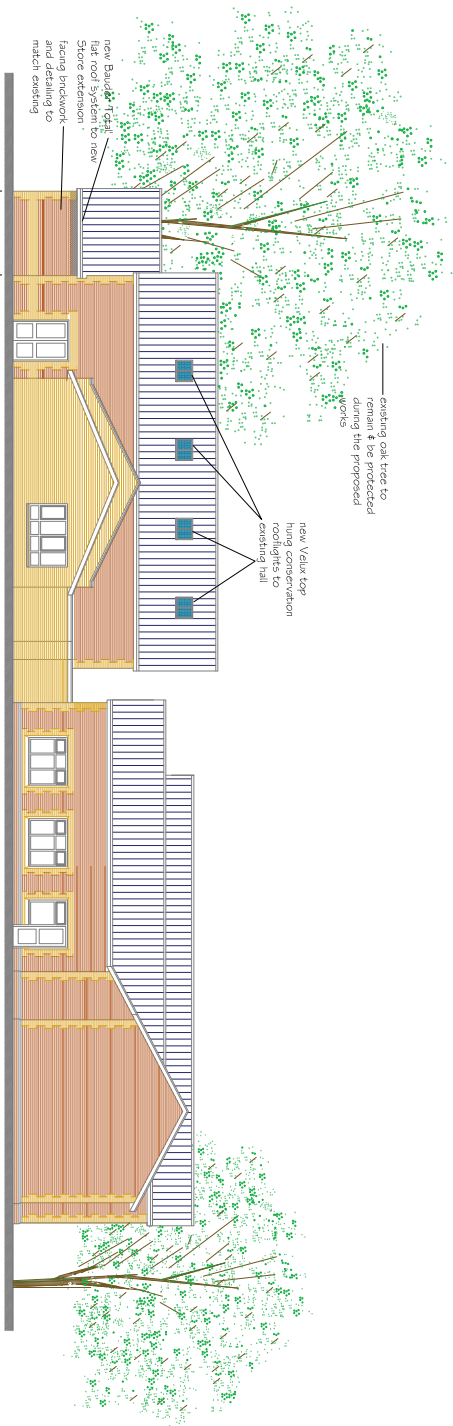 new Bauder Total
flat roof system to new
Store extension
facing brickwork
and detailing to
match existing
existing oak tree to
remain & be protected
during the proposed
works
new Velux top
hung conservation
rooflights to
existing hall